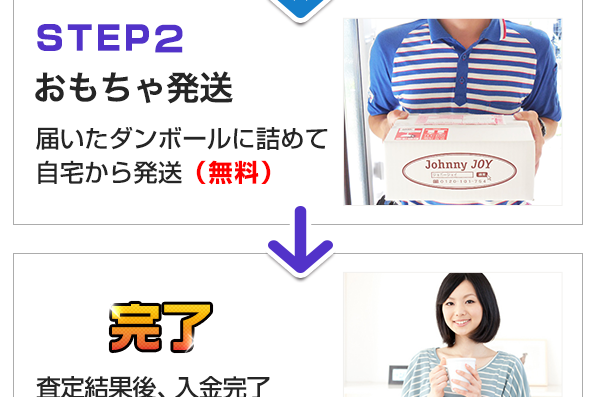 STEP2
おもちゃ発送
届いたダンボールに詰めて
自宅から発送（無料）
Johnny JOY
完了
査定結果後、入金完了